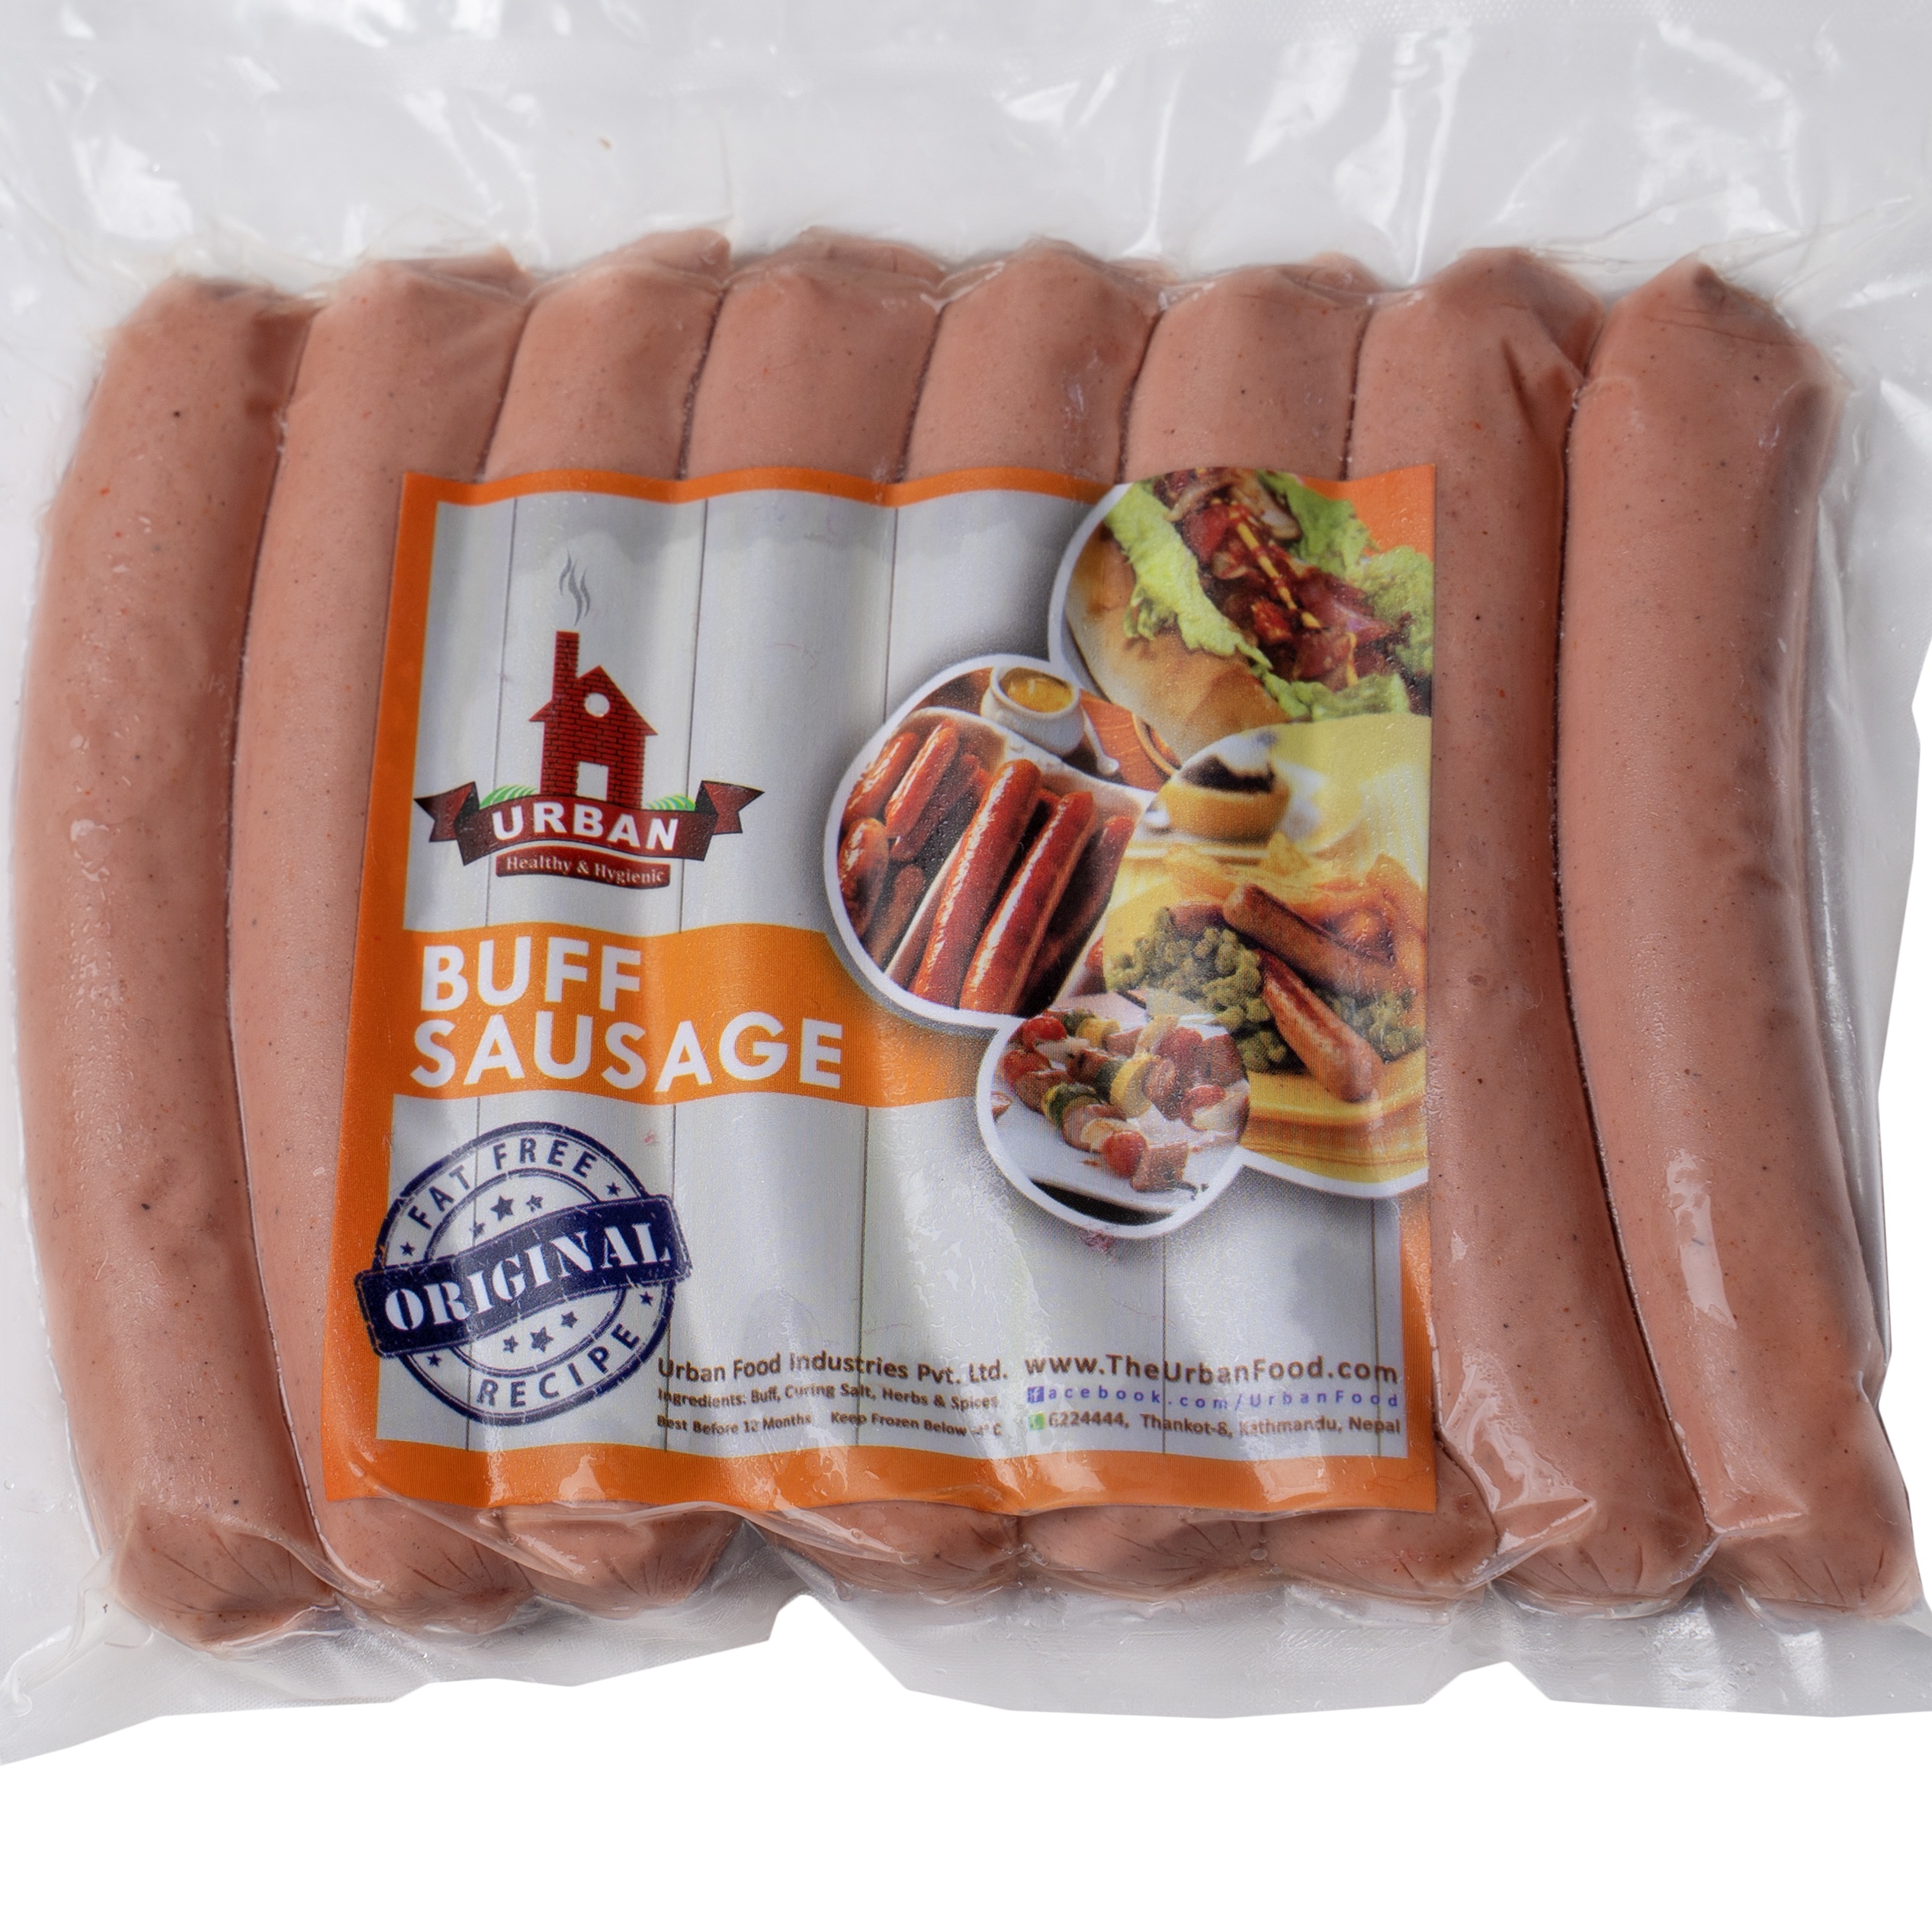 URBAN
Healthy & Hygienic
BUFF
SAUSAGE
FAT FREE
ORIGINAL
RECIPE
Urban Food Industries Pvt. Ltd.
Ingredients: Buff, Curing Salt, Herbs & Spices
Best Before 12 Months Keep Frozen Below
www.TheUrbanFood.com
facebook.com/UrbanFood
6224444, Thankot-8, Kathmandu, Nepal